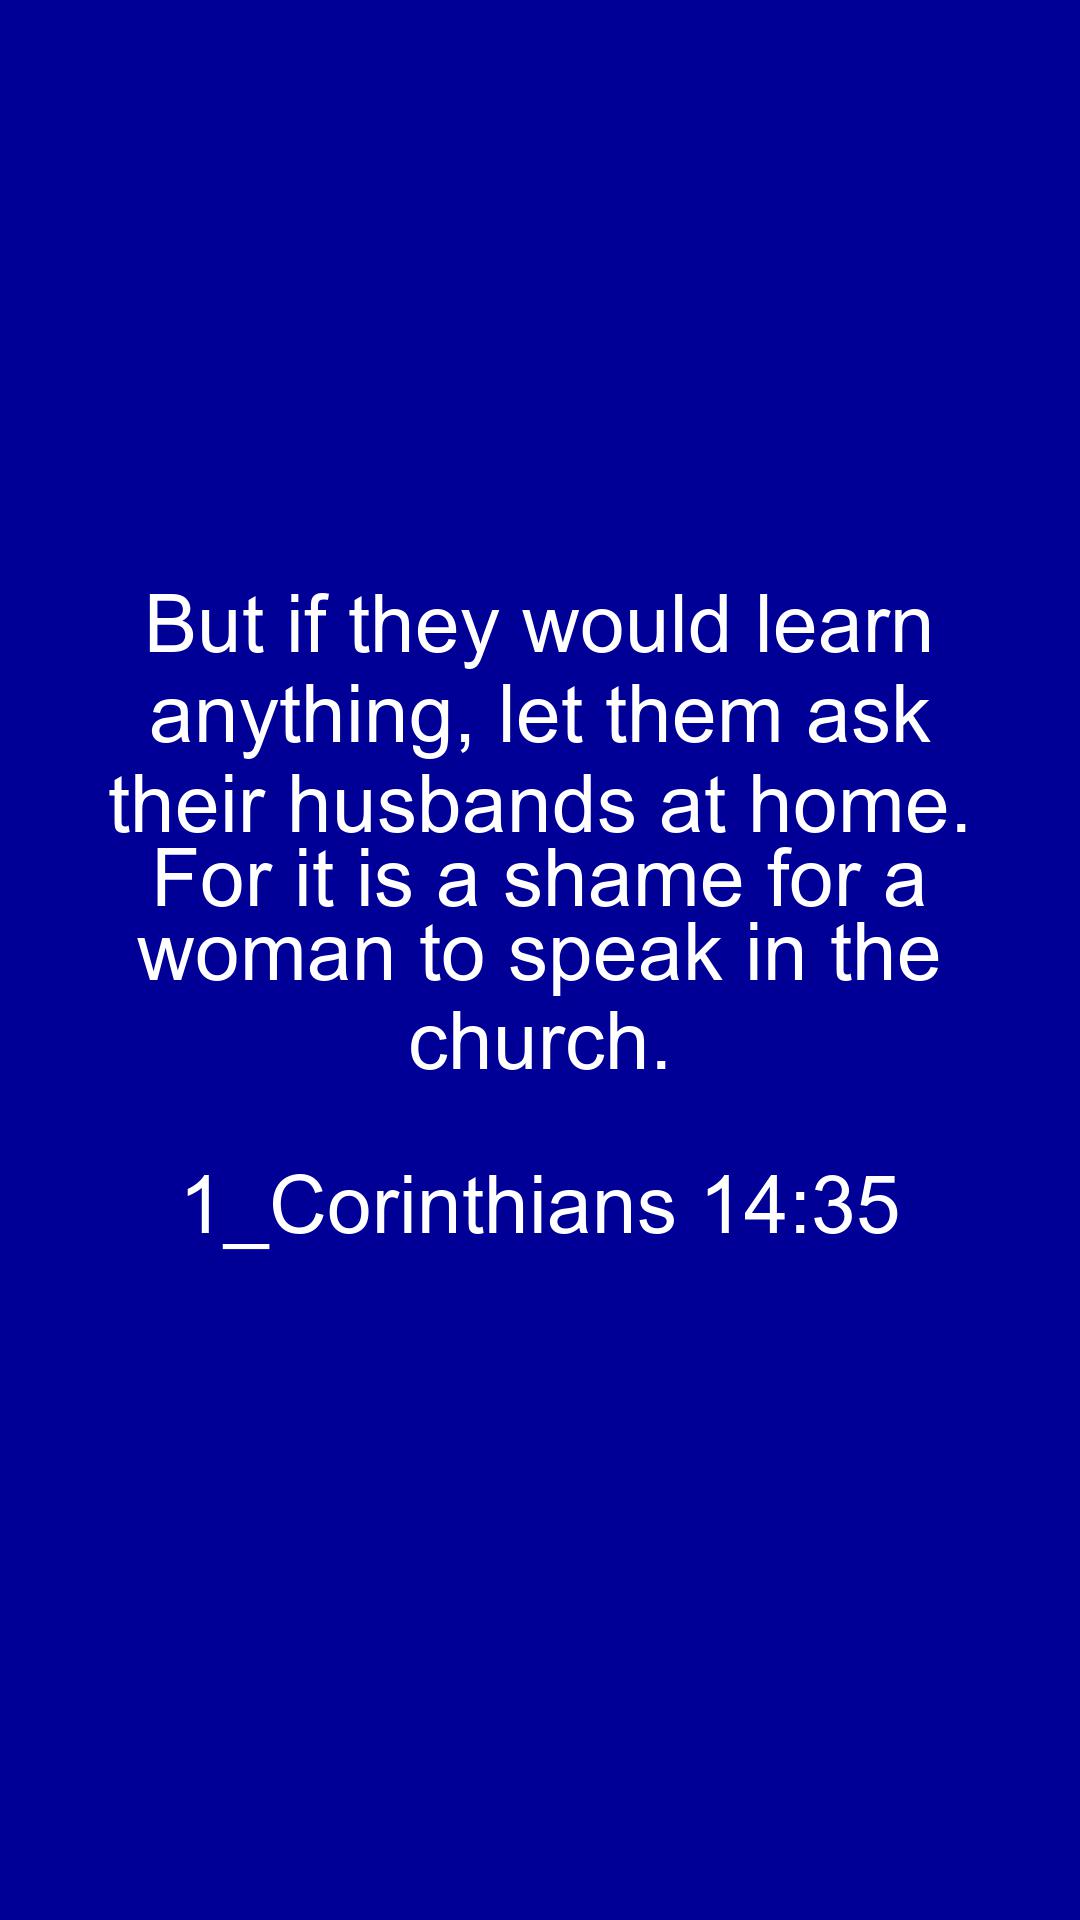 But if they would learn
anything, let them ask
their husbands at home.
For it is a shame for a
woman to speak in the
church.
1_Corinthians 14:35